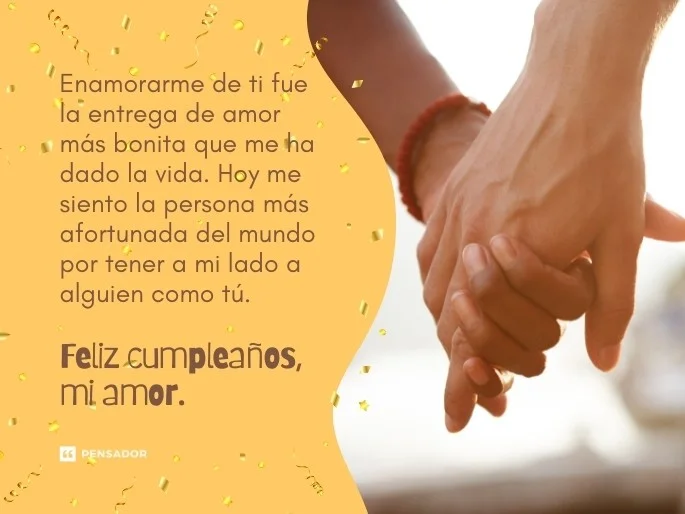 Enamorarme de ti fue
la entrega de amor
más bonita que me ha
dado la vida. Hoy me
siento la persona más
afortunada del mundo
por tener a mi lado a
alguien como tú.
Feliz cumpleaños,
mi amor.
PENSADOR